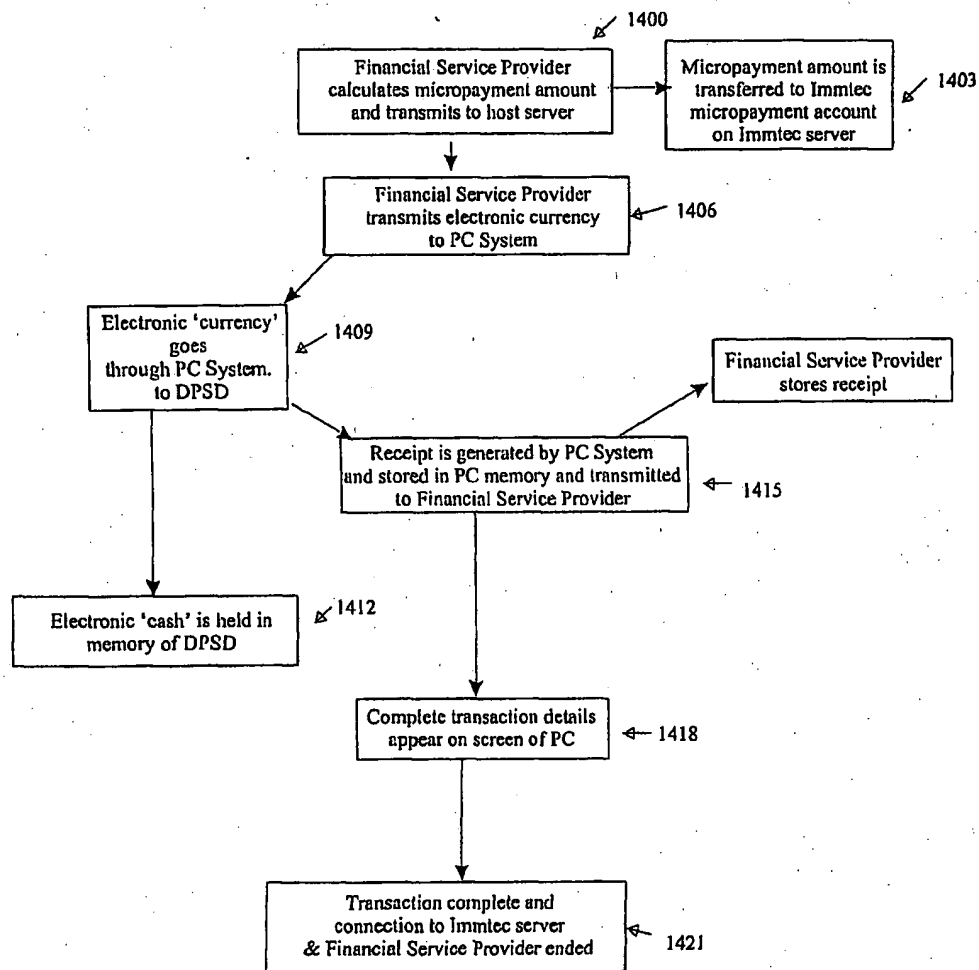 1400
Financial Service Provider
calculates micropayment amount
and transmits to host server
Micropayment amount is
transferred to Immtec
micropayment account
on Immtec server
1403
Financial Service Provider
transmits electronic currency
to PC System
1406
Electronic 'currency'
goes
through PC System.
to DPSD
1409
Financial Service Provider
stores receipt
Receipt is generated by PC System
and stored in PC memory and transmitted
to Financial Service Provider
1415
Electronic 'cash' is held in
memory of DPSD
1412
Complete transaction details
appear on screen of PC
1418
Transaction complete and
connection to Immtec server
& Financial Service Provider ended
1421